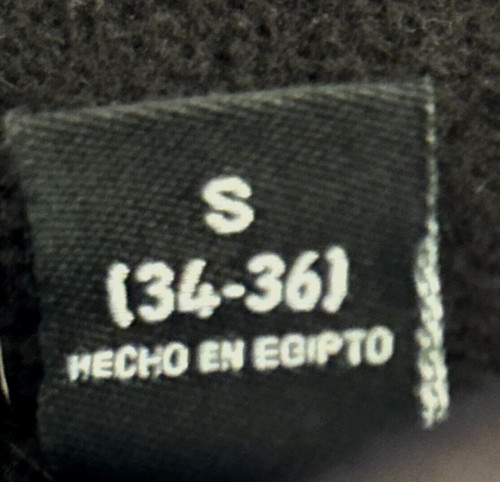 S
(34-36)
HECHO EN EGIPTO